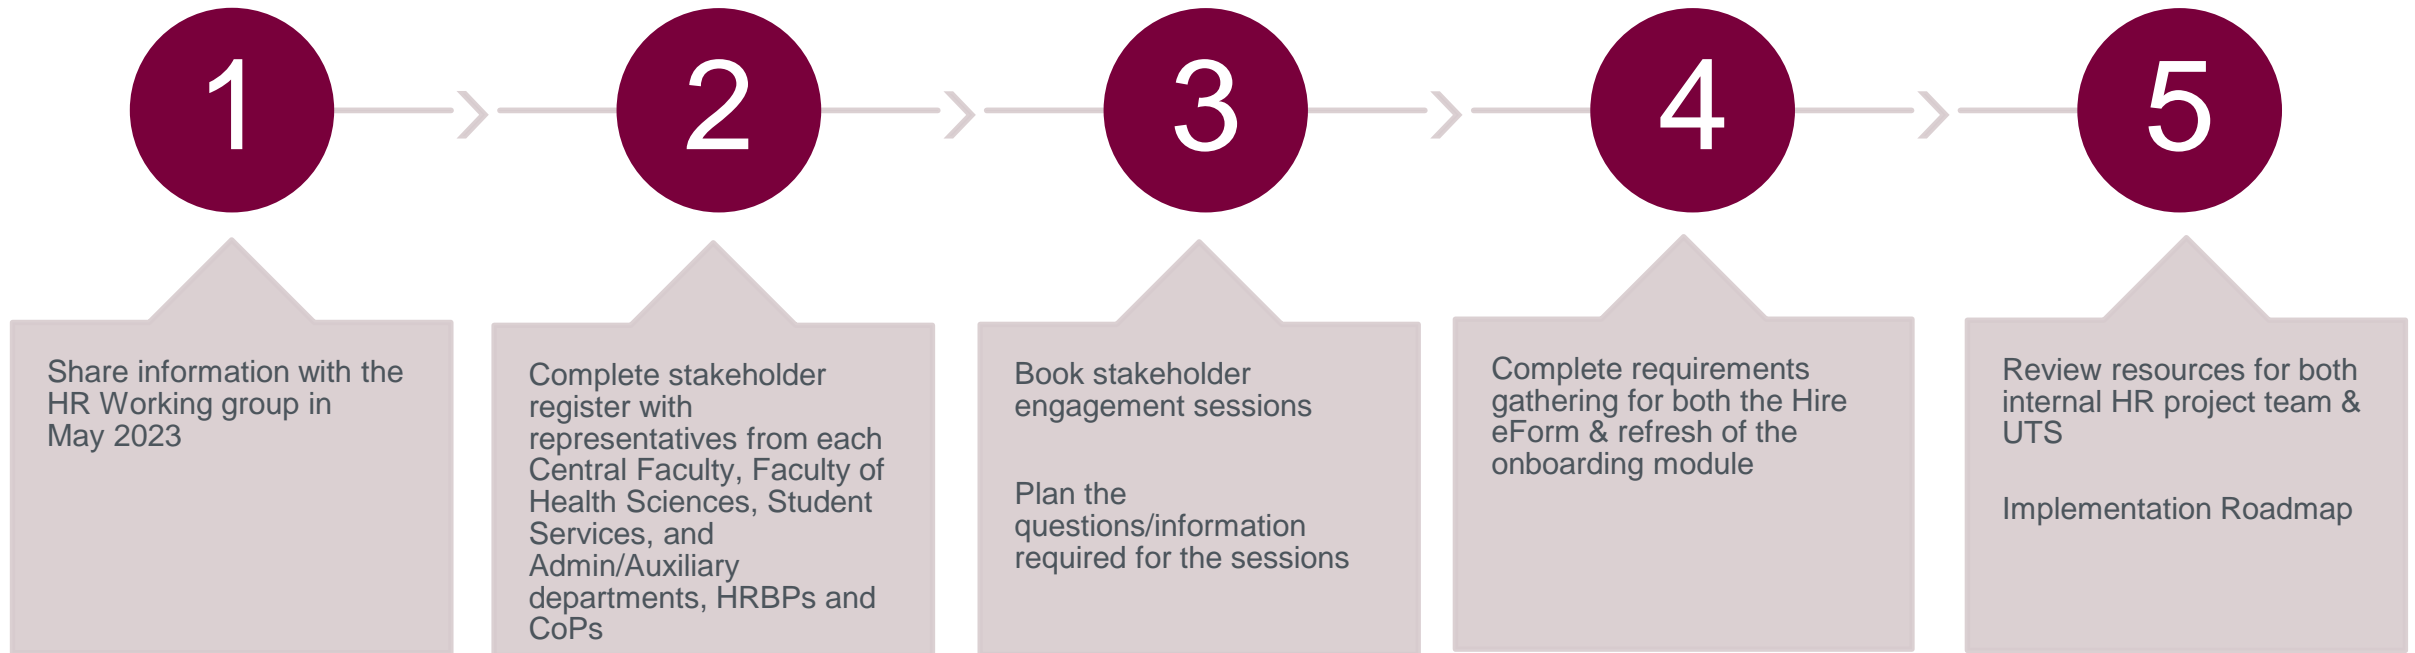 1
2
3
4
5
Share information with the
HR Working group in
May 2023
Complete stakeholder
register with
representatives from each
Central Faculty, Faculty of
Health Sciences, Student
Services, and
Admin/Auxiliary
departments, HRBPs and
CoPs
Book stakeholder
engagement sessions
Plan the
questions/information
required for the sessions
Complete requirements
gathering for both the Hire
eForm & refresh of the
onboarding module
Review resources for both
internal HR project team &
UTS
Implementation Roadmap